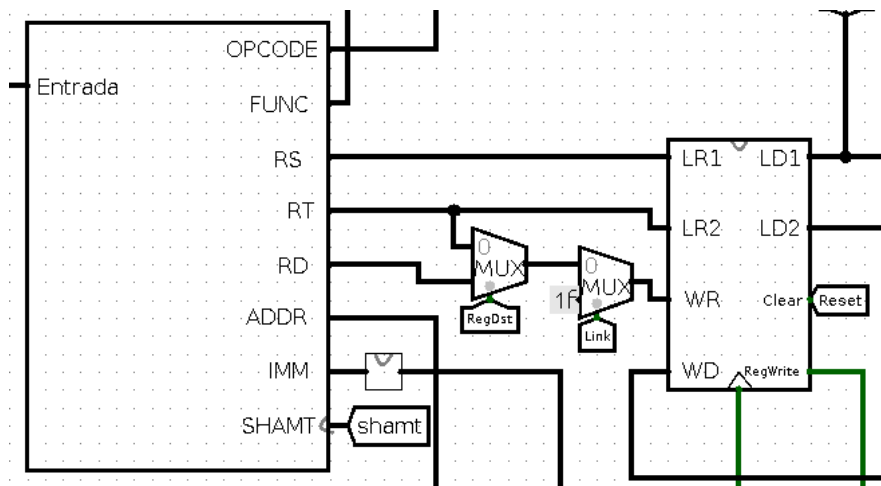 Entrada
OPCODE
FUNC
RS
RT
RD
ADDR
IMM
SHAMT
shamt
0
MUX
RegDst
0
MUX
1f
Link
LR1
LD1
LR2
LD2
WR
Clear
Reset
WD
RegWrite